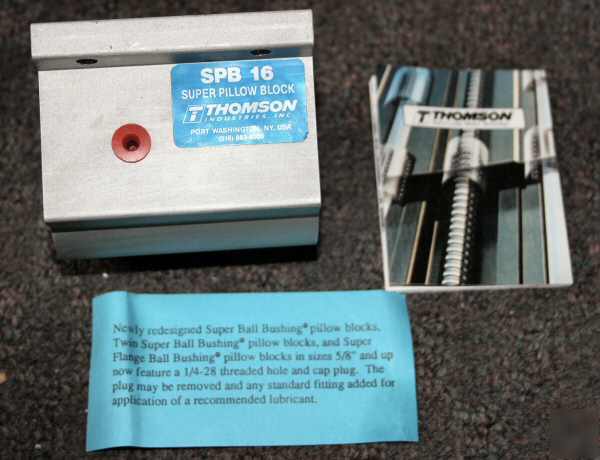 SPB 16
SUPER PILLOW BLOCK
THOMSON
INDUSTRIES, INC.
PORT WASHINGTON, NY, USA
THOMSON
Newly redesigned Super Ball Bushing® pillow blocks,
Twin Super Ball Bushing® pillow blocks, and Super
Flange Ball Bushing® pillow blocks in sizes 5/8" and up
now feature a 1/4-28 threaded hole and cap plug. The
plug may be removed and any standard fitting added for
application of a recommended lubricant.